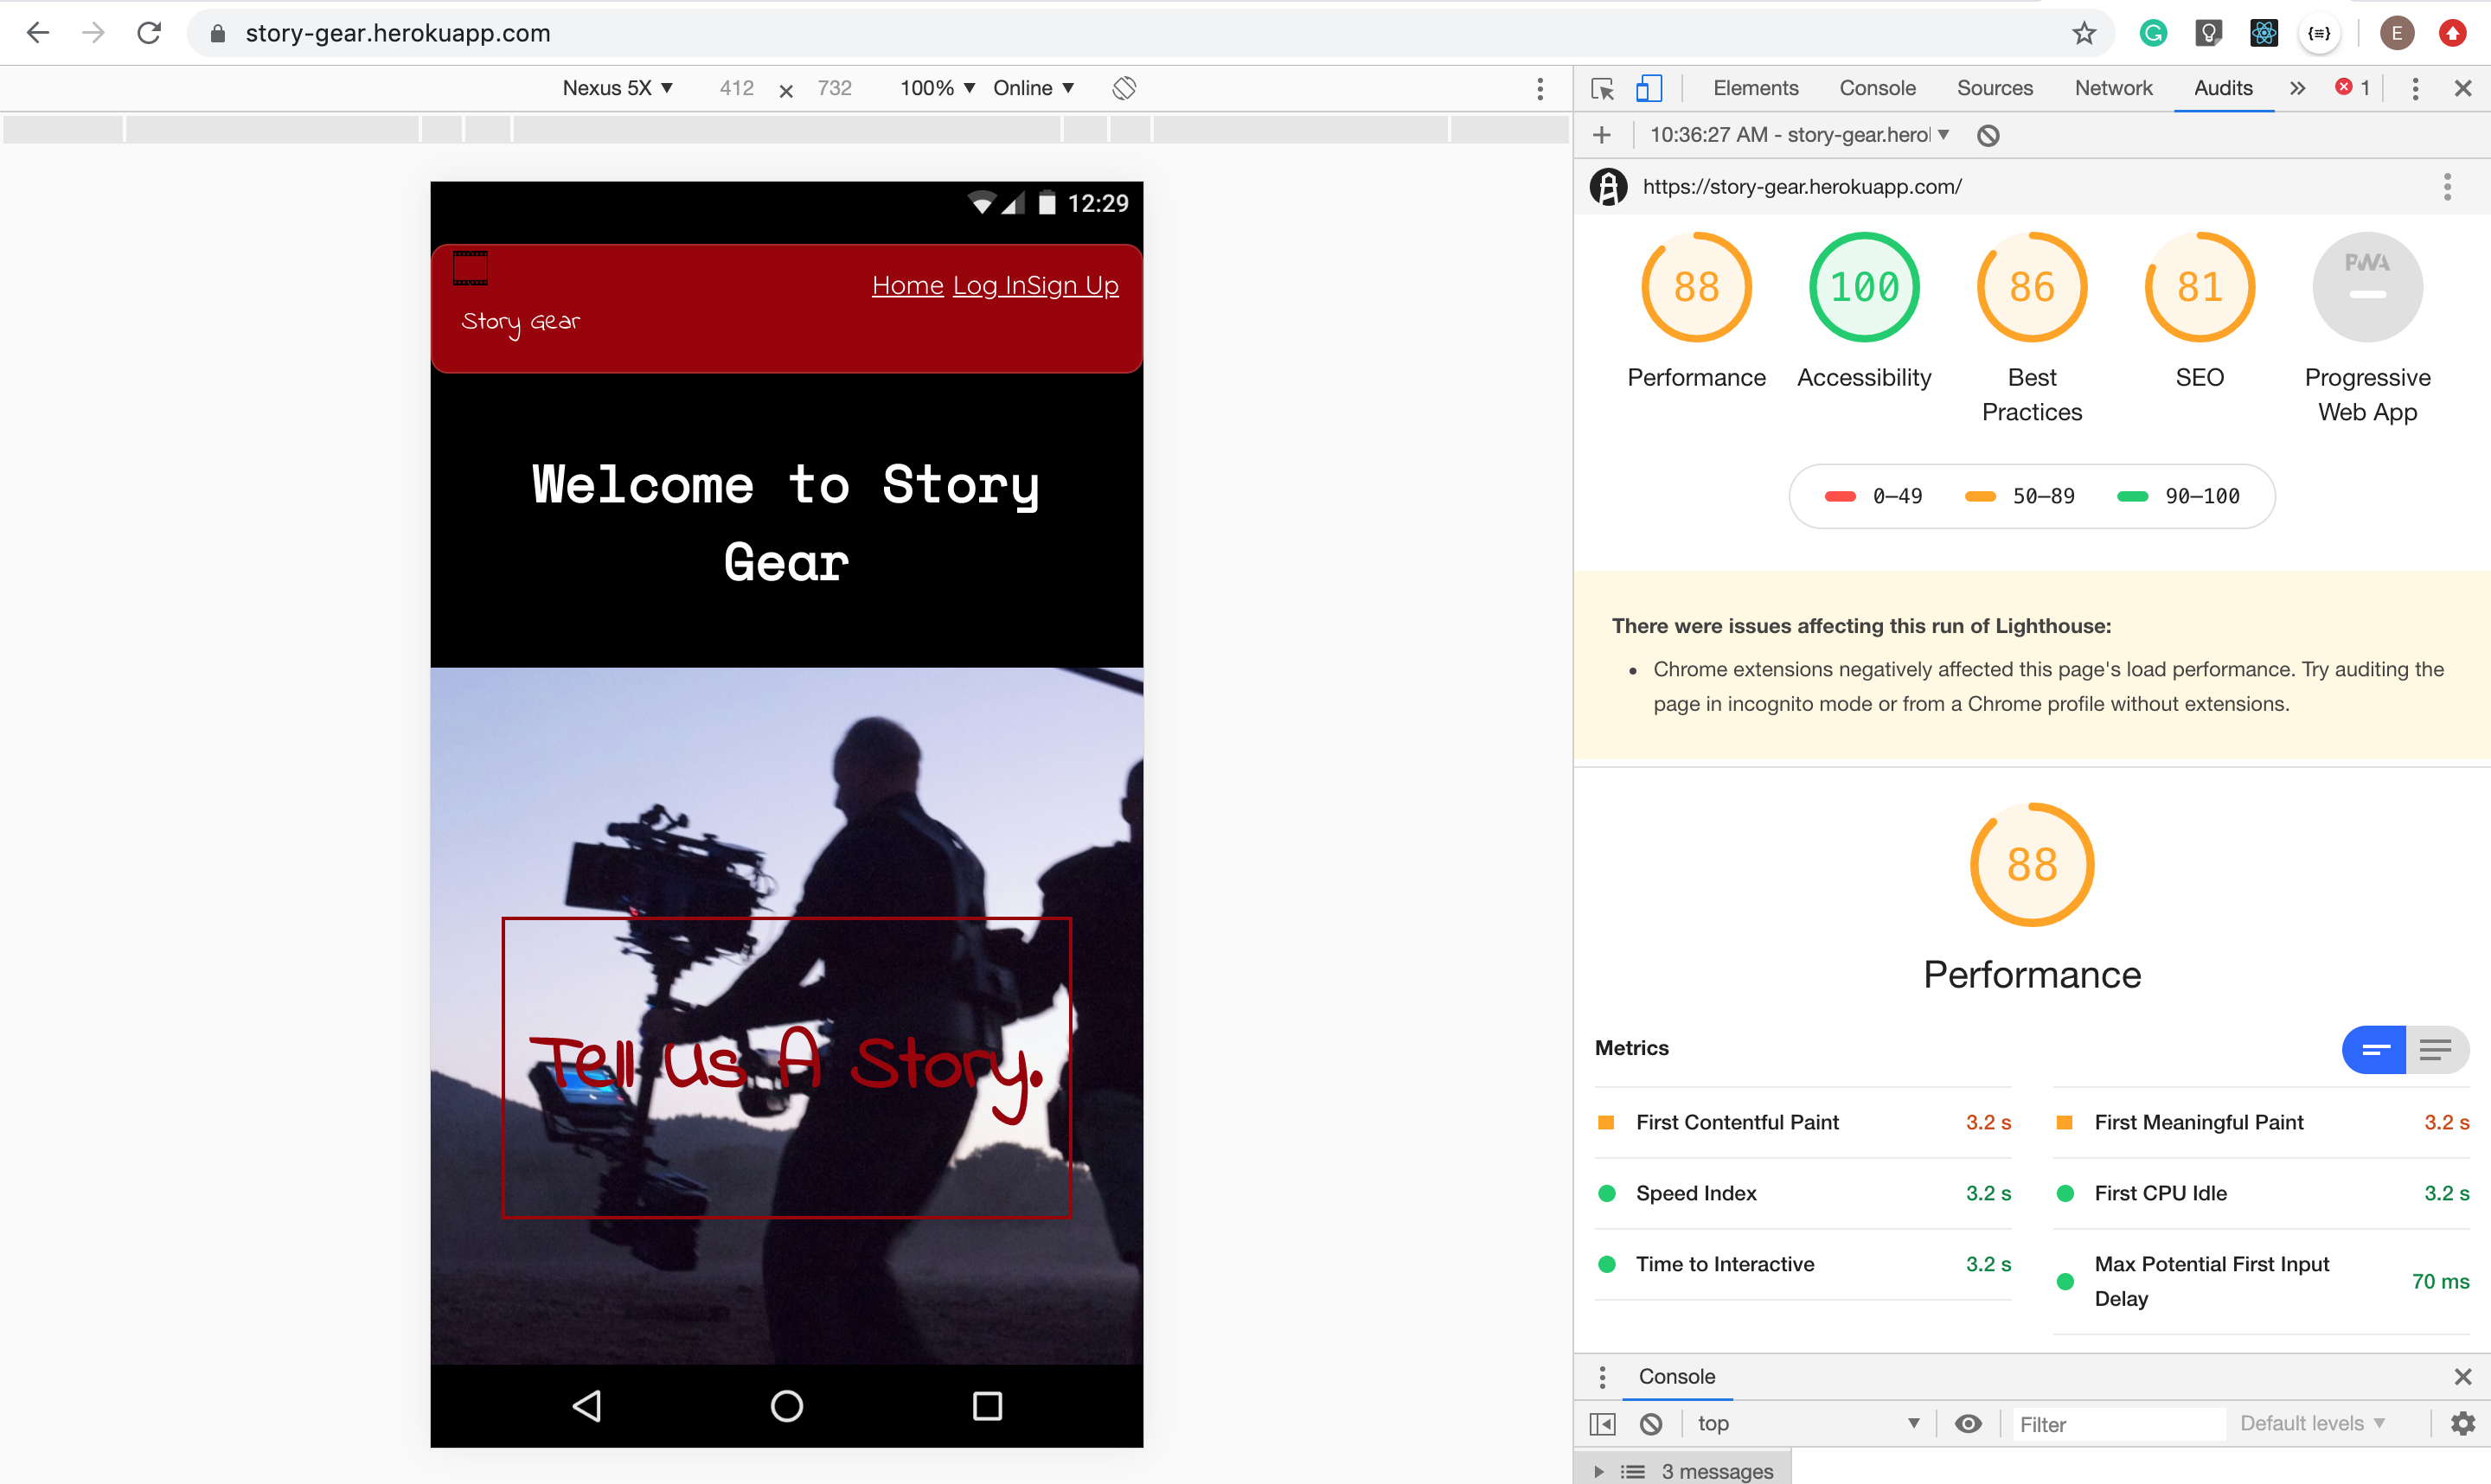 story-gear.herokuapp.com
E
Nexus 5X ▼ 412 × 732 100% ▼ Online ▼
Elements Console Sources Network Audits » 1
10:36:27 AM - story-gear.herol ▼
https://story-gear.herokuapp.com/
12:29
Home Log InSign Up
Story Gear
Welcome to Story
Gear
Tell Us A Story.
88 100 86 81 PWA
Performance Accessibility Best Practices SEO Progressive Web App
0–49 50–89 90–100
There were issues affecting this run of Lighthouse:
• Chrome extensions negatively affected this page's load performance. Try auditing the
page in incognito mode or from a Chrome profile without extensions.
88
Performance
Metrics
First Contentful Paint 3.2 s First Meaningful Paint 3.2 s
Speed Index 3.2 s First CPU Idle 3.2 s
Time to Interactive 3.2 s Max Potential First Input Delay 70 ms
Console
top ▼ Filter Default levels ▼
3 messages